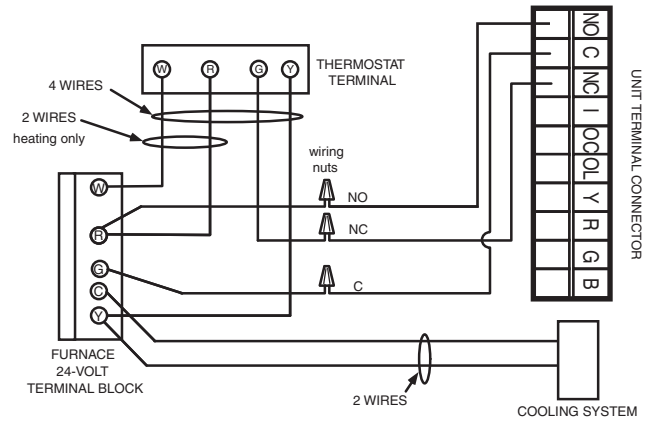 THERMOSTAT
TERMINAL
W R G Y
4 WIRES
2 WIRES
heating only
wiring
nuts
NO
NC
C
W
R
G
C
Y
FURNACE
24-VOLT
TERMINAL BLOCK
2 WIRES
COOLING SYSTEM
NO
C
NC
I
OC
OL
Y
R
G
B
UNIT TERMINAL CONNECTOR